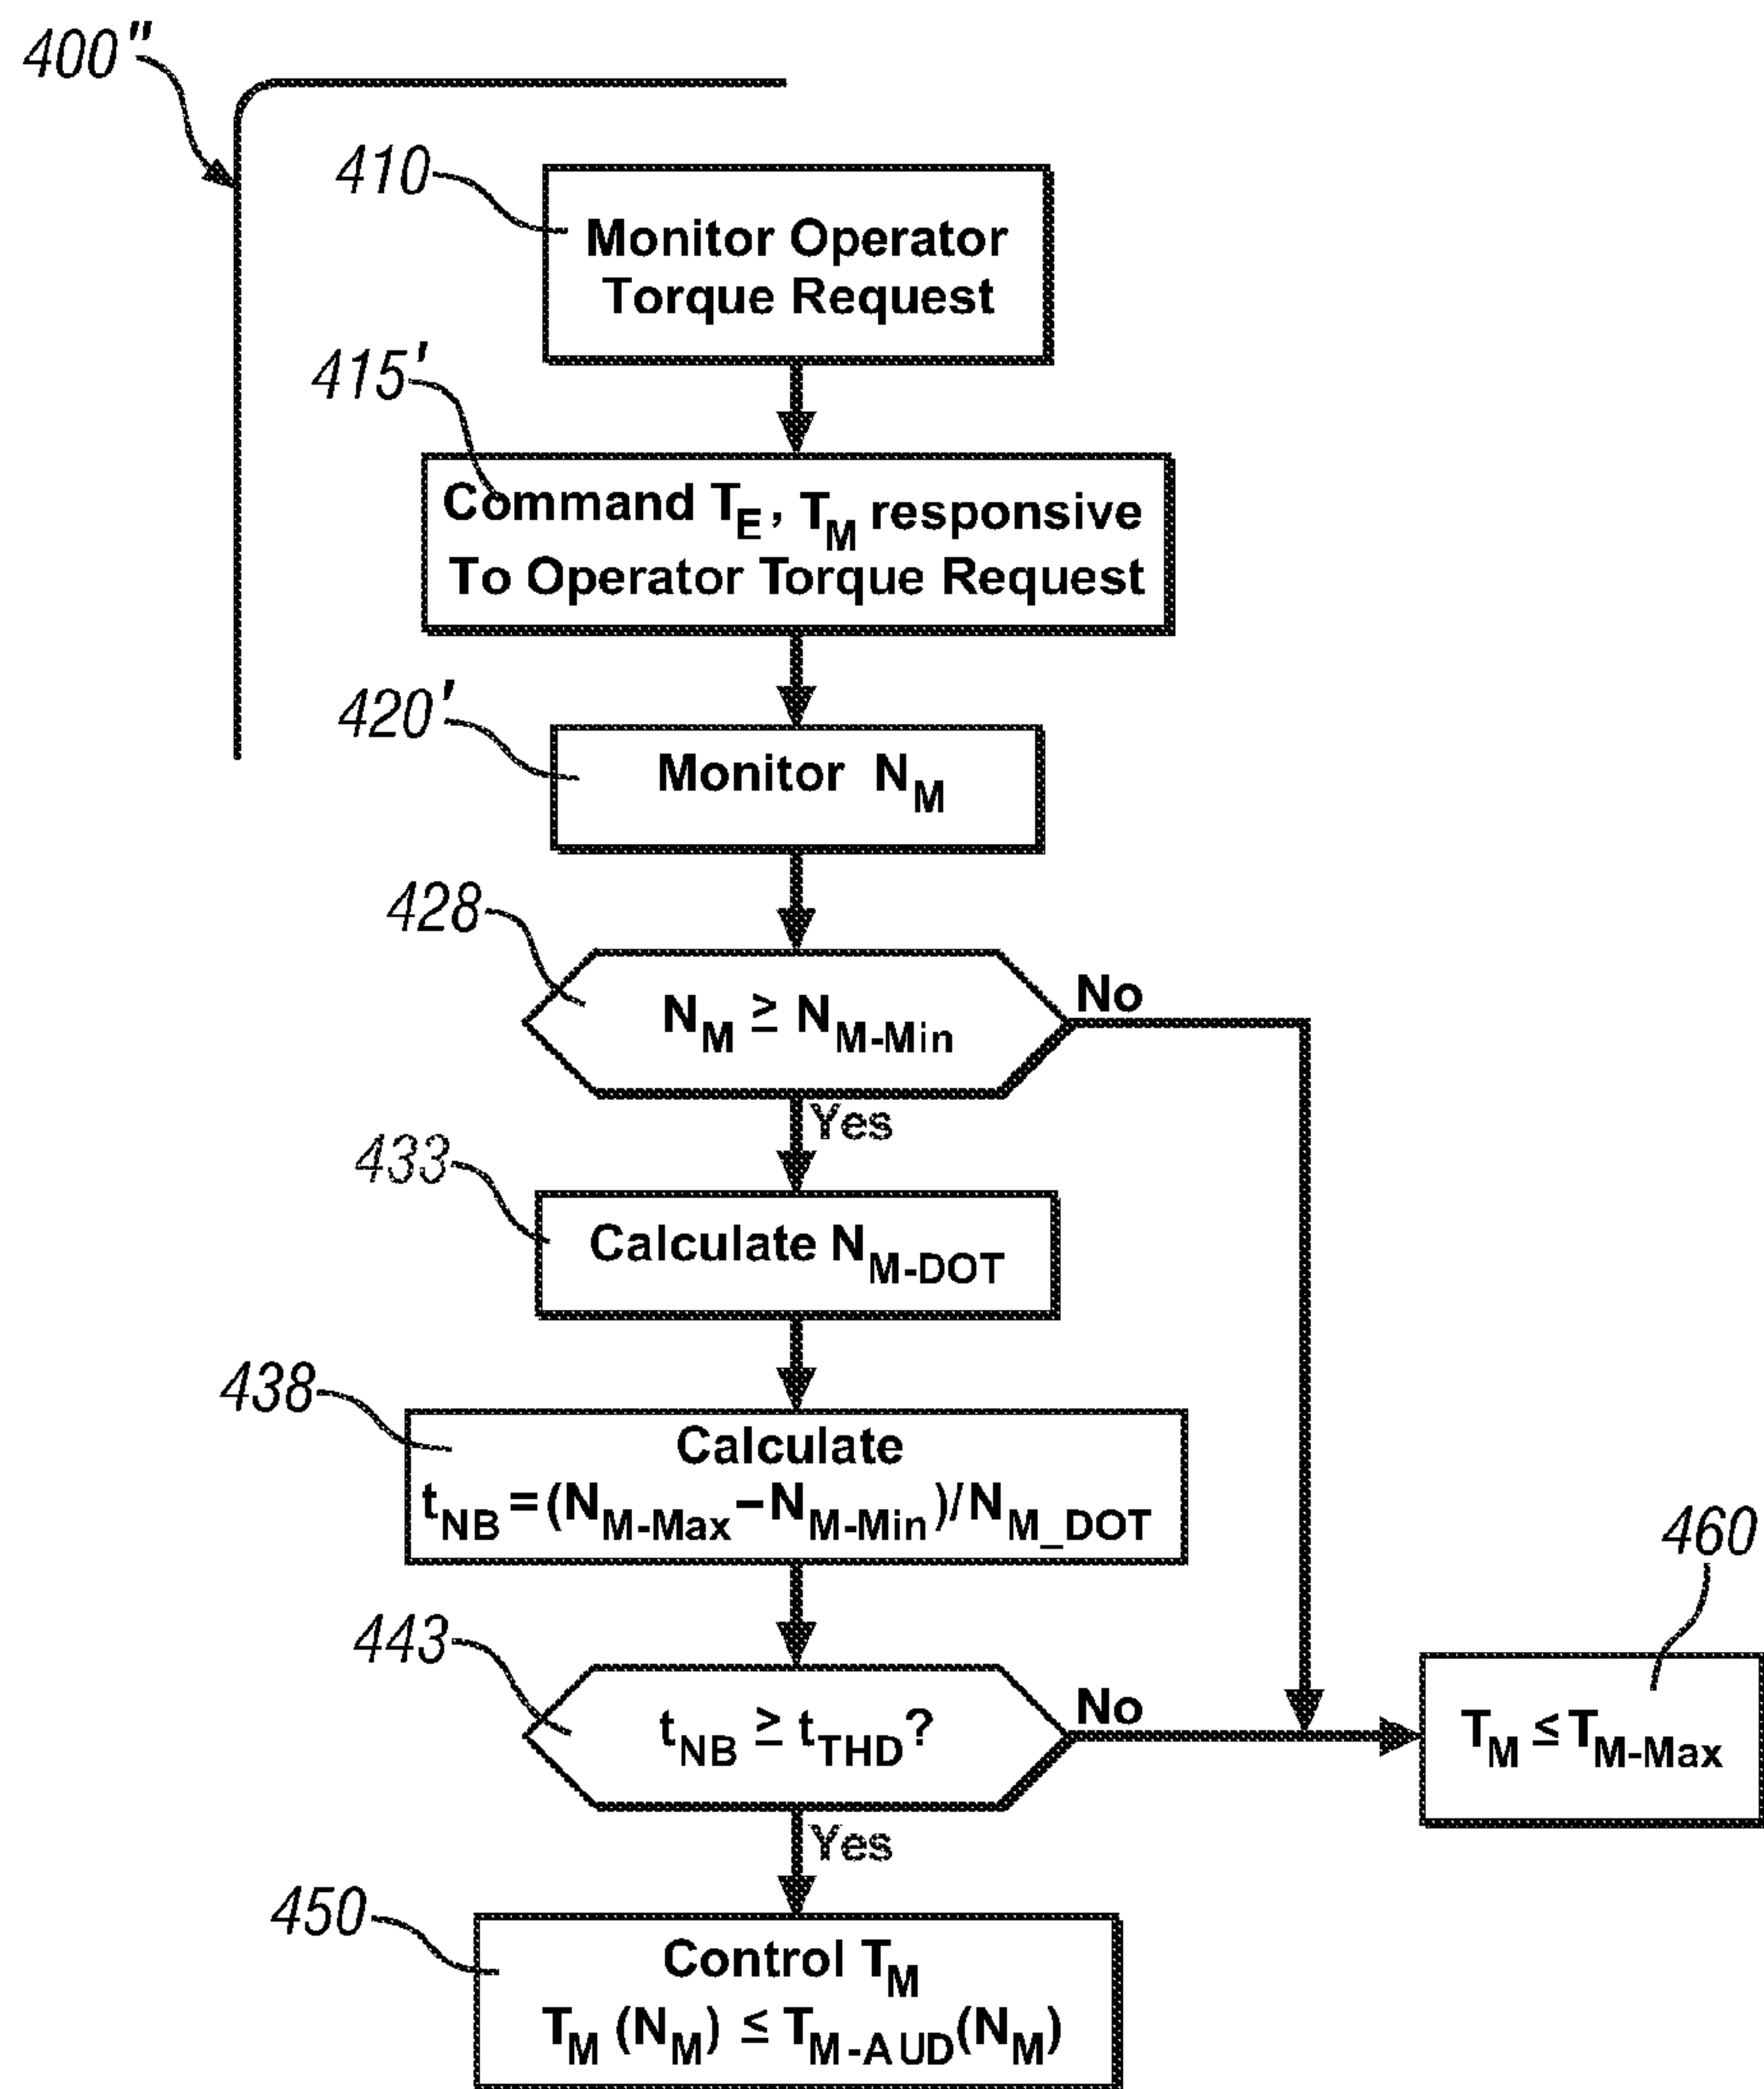 400"
410
Monitor Operator
Torque Request
415'
Command T_E, T_M responsive
To Operator Torque Request
420'
Monitor N_M
428
N_M ≥ N_M-Min
No
Yes
433
Calculate N_M-DOT
438
Calculate
t_NB = (N_M-Max – N_M-Min)/N_M_DOT
460
443
t_NB ≥ t_THD?
No
T_M ≤ T_M-Max
Yes
450
Control T_M
T_M (N_M) ≤ T_M-AUD(N_M)